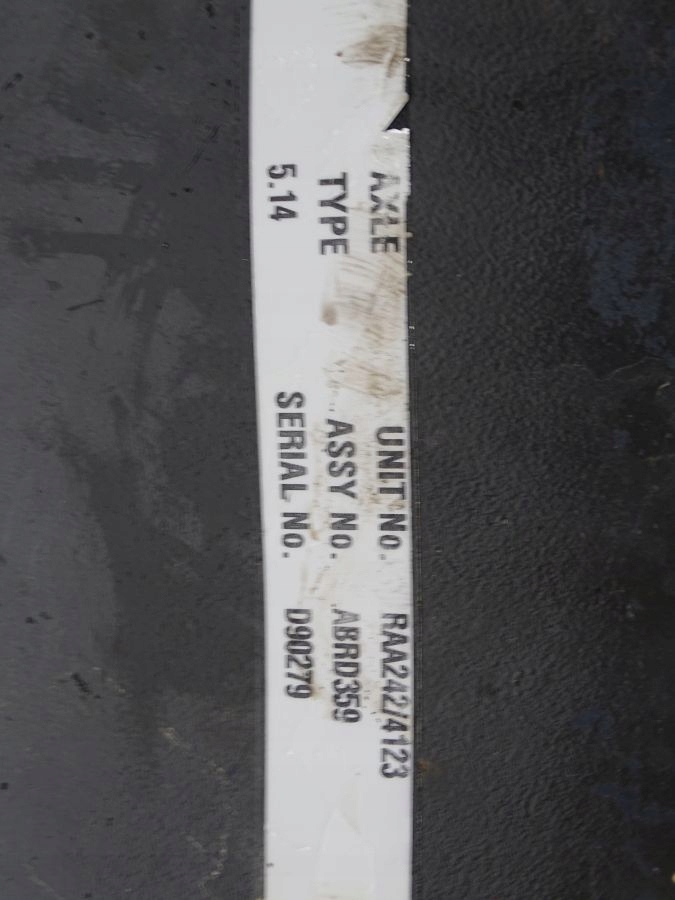 AXLE UNIT No. RAA242/4123
TYPE ASSY No. ABRD359
5.14 SERIAL No. D90279